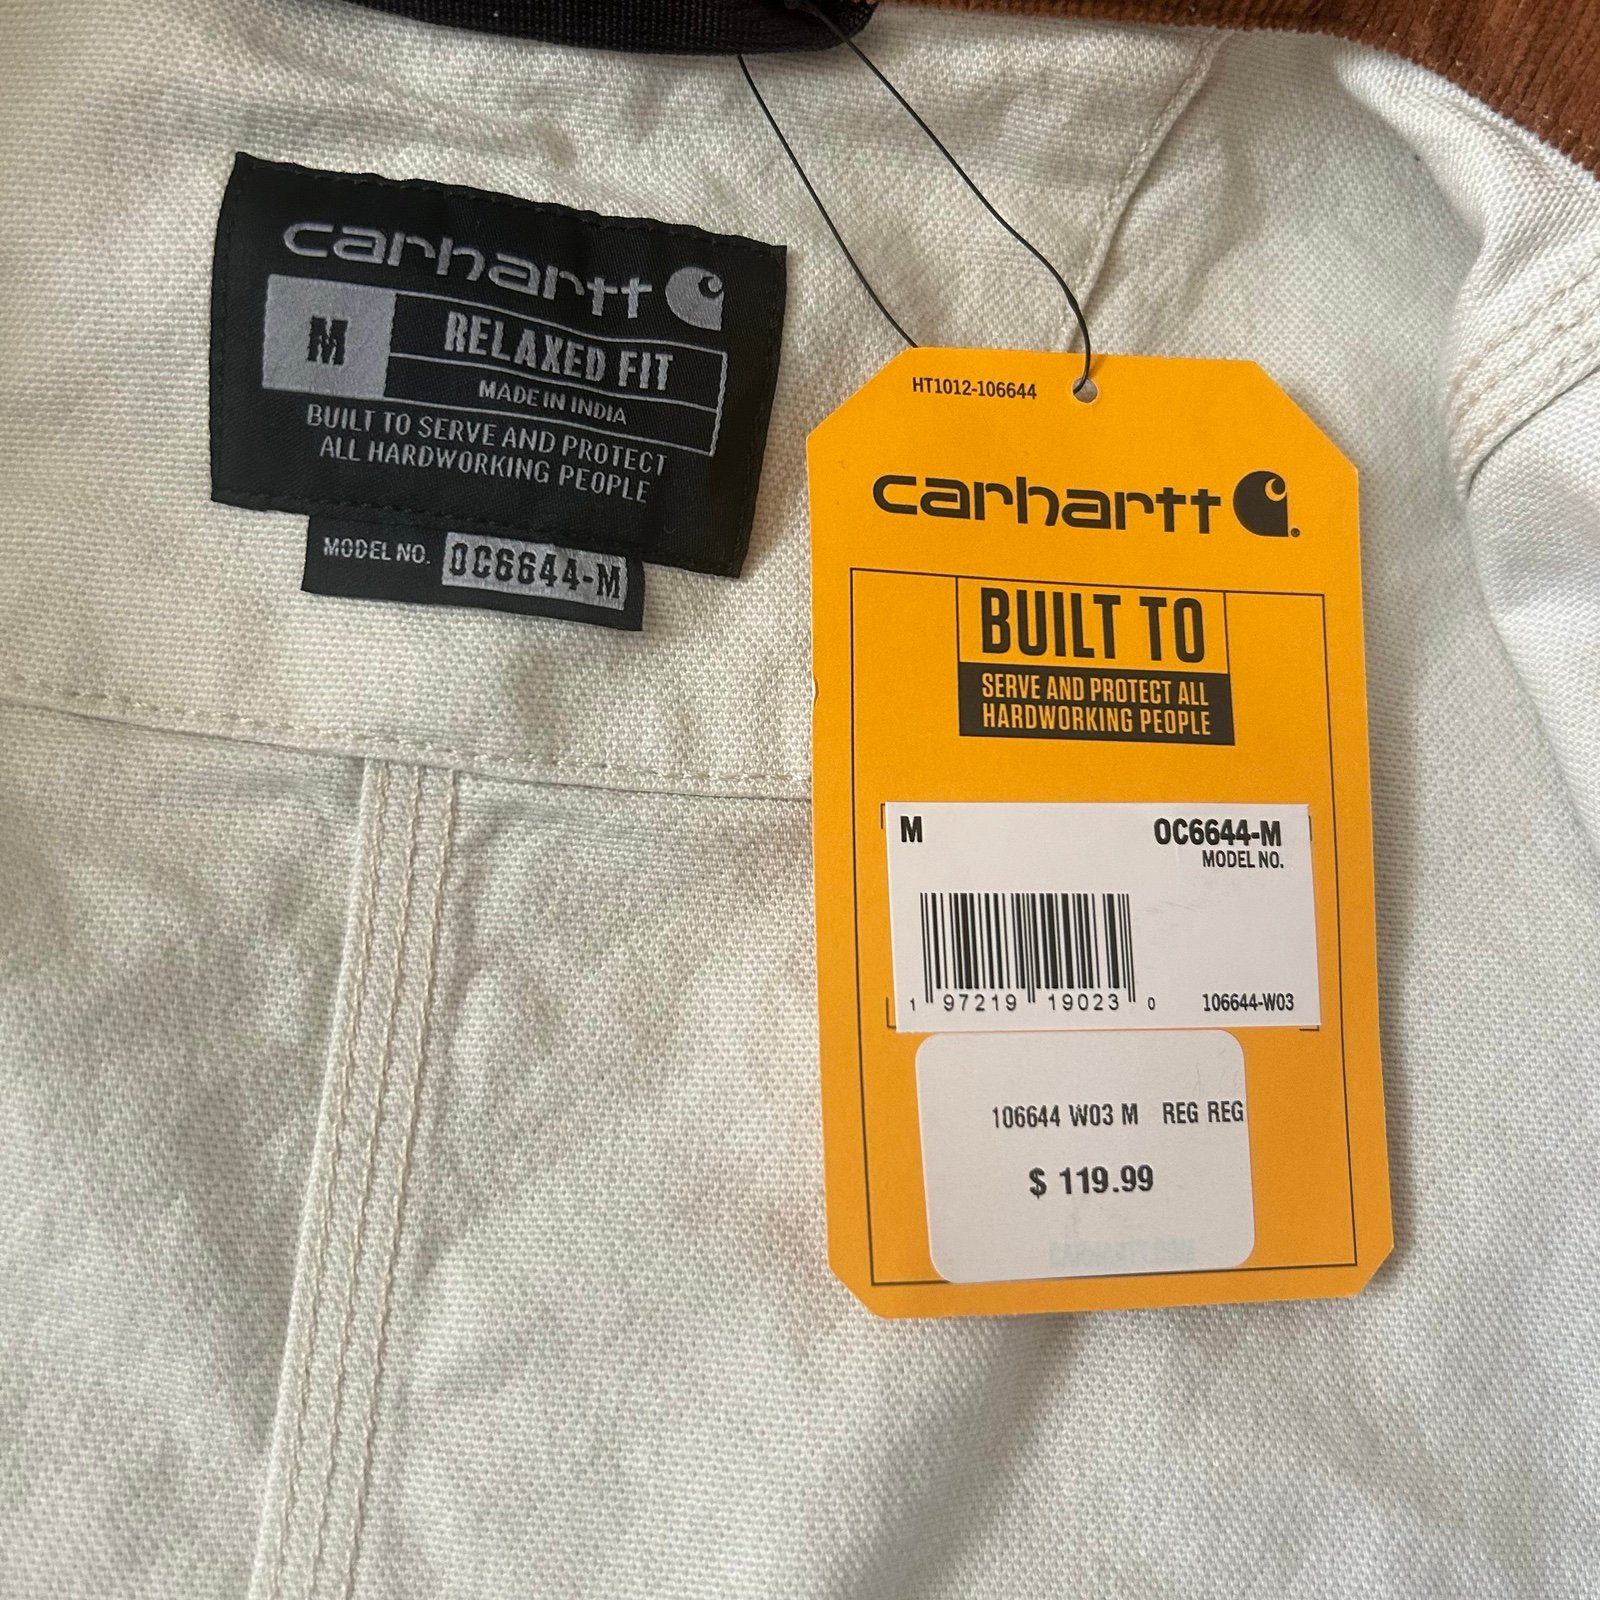 carhartt
M
RELAXED FIT
MADE IN INDIA
BUILT TO SERVE AND PROTECT
ALL HARDWORKING PEOPLE
MODEL NO. OC6644-M
HT1012-106644
carhartt
BUILT TO
SERVE AND PROTECT ALL
HARDWORKING PEOPLE
M OC6644-M
MODEL NO.
1 97219 19023 0 106644-W03
106644 W03 M REG REG
$ 119.99